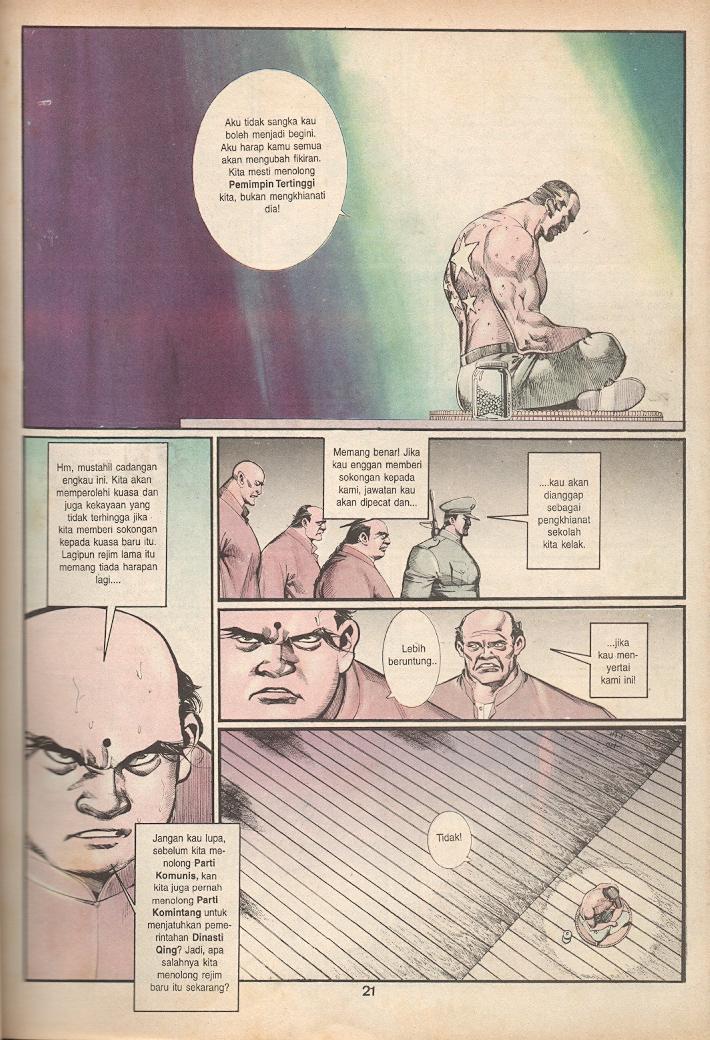 Aku tidak sangka kau
boleh menjadi begini.
Aku harap kamu semua
akan mengubah fikiran.
Kita mesti menolong
Pemimpin Tertinggi
kita, bukan mengkhianati
dia!
Hm, mustahil cadangan
engkau ini. Kita akan
memperolehi kuasa dan
juga kekayaan yang
tidak terhingga jika
kita memberi sokongan
kepada kuasa baru itu.
Lagipun rejim lama itu
memang tiada harapan
lagi....
Memang benar! Jika
kau enggan memberi
sokongan kepada
kami, jawatan kau
akan dipecat dan...
....kau akan
dianggap
sebagai
pengkhianat
sekolah
kita kelak.
Lebih
beruntung..
...jika
kau men-
yertai
kami ini!
Jangan kau lupa,
sebelum kita me-
nolong Parti
Komunis, kan
kita juga pernah
menolong Parti
Komintang untuk
menjatuhkan peme-
rintahan Dinasti
Qing? Jadi, apa
salahnya kita
menolong rejim
baru itu sekarang?
Tidak!
21